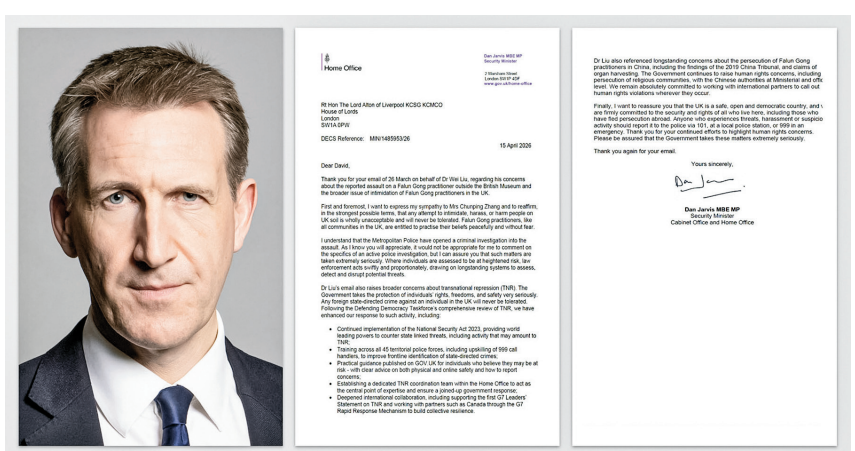 Home Office
Dan Jarvis MBE MP
Security Minister
2 Marsham Street
London SW1P 4DF
www.gov.uk/home-office
Rt Hon The Lord Alton of Liverpool KCSG KCMCO
House of Lords
London
SW1A 0PW
DECS Reference: MIN/1485953/26
15 April 2026
Dear David,
Thank you for your email of 26 March on behalf of Dr Wei Liu, regarding his concerns
about the reported assault on a Falun Gong practitioner outside the British Museum and
the broader issue of intimidation of Falun Gong practitioners in the UK.
First and foremost, I want to express my sympathy to Mrs Chunping Zhang and to reaffirm,
in the strongest possible terms, that any attempt to intimidate, harass, or harm people on
UK soil is wholly unacceptable and will never be tolerated. Falun Gong practitioners, like
all communities in the UK, are entitled to practise their beliefs peacefully and without fear.
I understand that the Metropolitan Police have opened a criminal investigation into the
assault. As I know you will appreciate, it would not be appropriate for me to comment on
the specifics of an active police investigation, but I can assure you that such matters are
taken extremely seriously. Where individuals are assessed to be at heightened risk, law
enforcement acts swiftly and proportionately, drawing on longstanding systems to assess,
detect and disrupt potential threats.
Dr Liu's email also raises broader concerns about transnational repression (TNR). The
Government takes the protection of individuals' rights, freedoms, and safety very seriously.
Any foreign state-directed crime against an individual in the UK will never be tolerated.
Following the Defending Democracy Taskforce's comprehensive review of TNR, we have
enhanced our response to such activity, including:
• Continued implementation of the National Security Act 2023, providing world
leading powers to counter state linked threats, including activity that may amount to
TNR;
• Training across all 45 territorial police forces, including upskilling of 999 call
handlers, to improve frontline identification of state-directed crimes;
• Practical guidance published on GOV UK for individuals who believe they may be at
risk - with clear advice on both physical and online safety and how to report
concerns;
• Establishing a dedicated TNR coordination team within the Home Office to act as
the central point of expertise and ensure a joined-up government response;
• Deepened international collaboration, including supporting the first G7 Leaders'
Statement on TNR and working with partners such as Canada through the G7
Rapid Response Mechanism to build collective resilience.
Dr Liu also referenced longstanding concerns about the persecution of Falun Gong
practitioners in China, including the findings of the 2019 China Tribunal, and claims of
organ harvesting. The Government continues to raise human rights concerns, including
persecution of religious communities, with the Chinese authorities at Ministerial and offic
level. We remain absolutely committed to working with international partners to call out
human rights violations wherever they occur.
Finally, I want to reassure you that the UK is a safe, open and democratic country, and
are firmly committed to the security and rights of all who live here, including those who
have fled persecution abroad. Anyone who experiences threats, harassment or suspicio
activity should report it to the police via 101, at a local police station, or 999 in an
emergency. Thank you for your continued efforts to highlight human rights concerns.
Please be assured that the Government takes these matters extremely seriously.
Thank you again for your email.
Yours sincerely,
Dan Jarvis MBE MP
Security Minister
Cabinet Office and Home Office